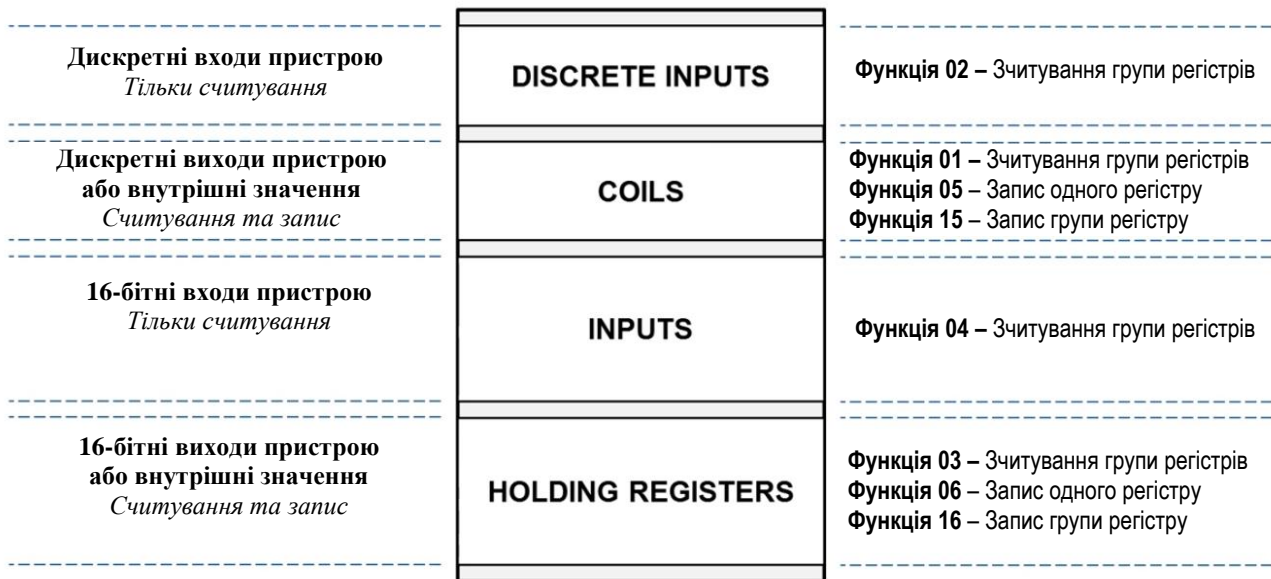 Дискретні входи пристрою
Тільки считування
DISCRETE INPUTS
Функція 02 – Зчитування групи регістрів
Дискретні виходи пристрою
або внутрішні значення
Считування та запис
COILS
Функція 01 – Зчитування групи регістрів
Функція 05 – Запис одного регістру
Функція 15 – Запис групи регістру
16-бітні входи пристрою
Тільки считування
INPUTS
Функція 04 – Зчитування групи регістрів
16-бітні виходи пристрою
або внутрішні значення
Считування та запис
HOLDING REGISTERS
Функція 03 – Зчитування групи регістрів
Функція 06 – Запис одного регістру
Функція 16 – Запис групи регістру